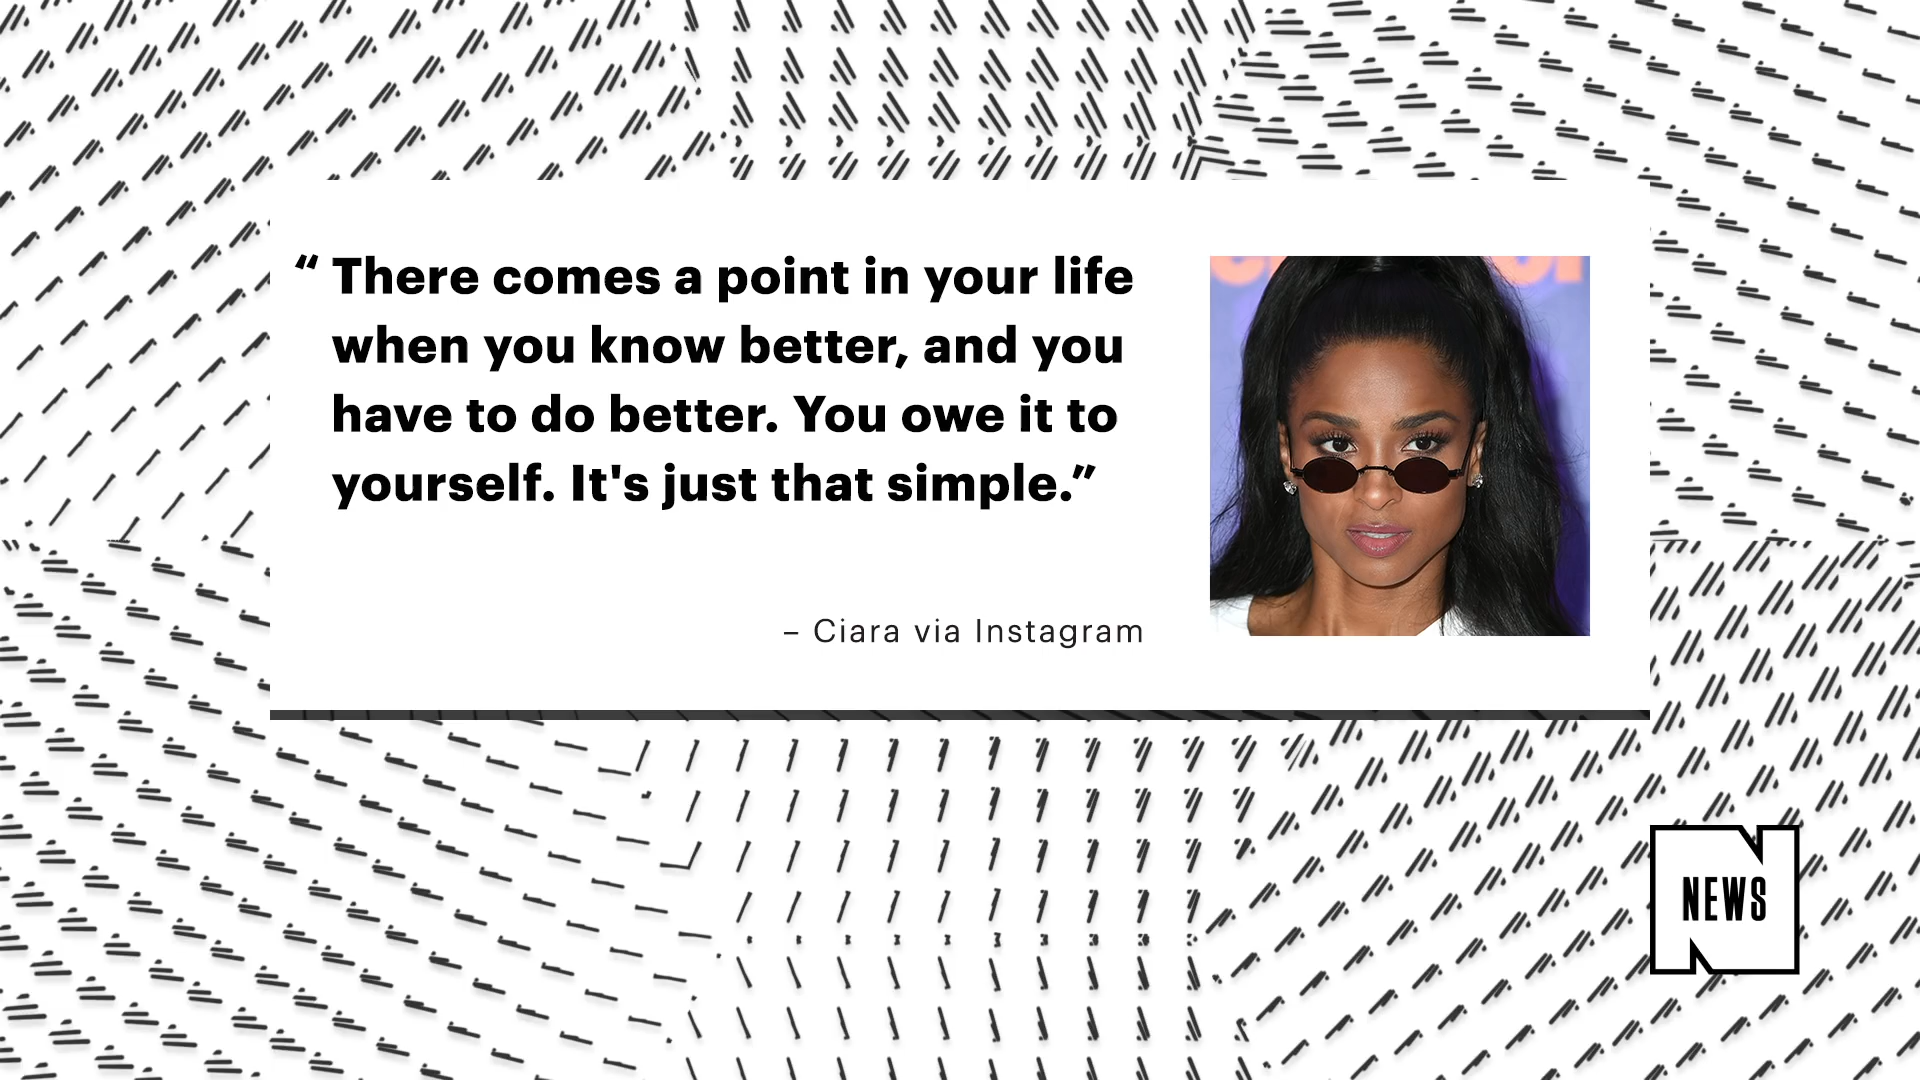 “ There comes a point in your life
when you know better, and you
have to do better. You owe it to
yourself. It's just that simple.”
– Ciara via Instagram
NEWS